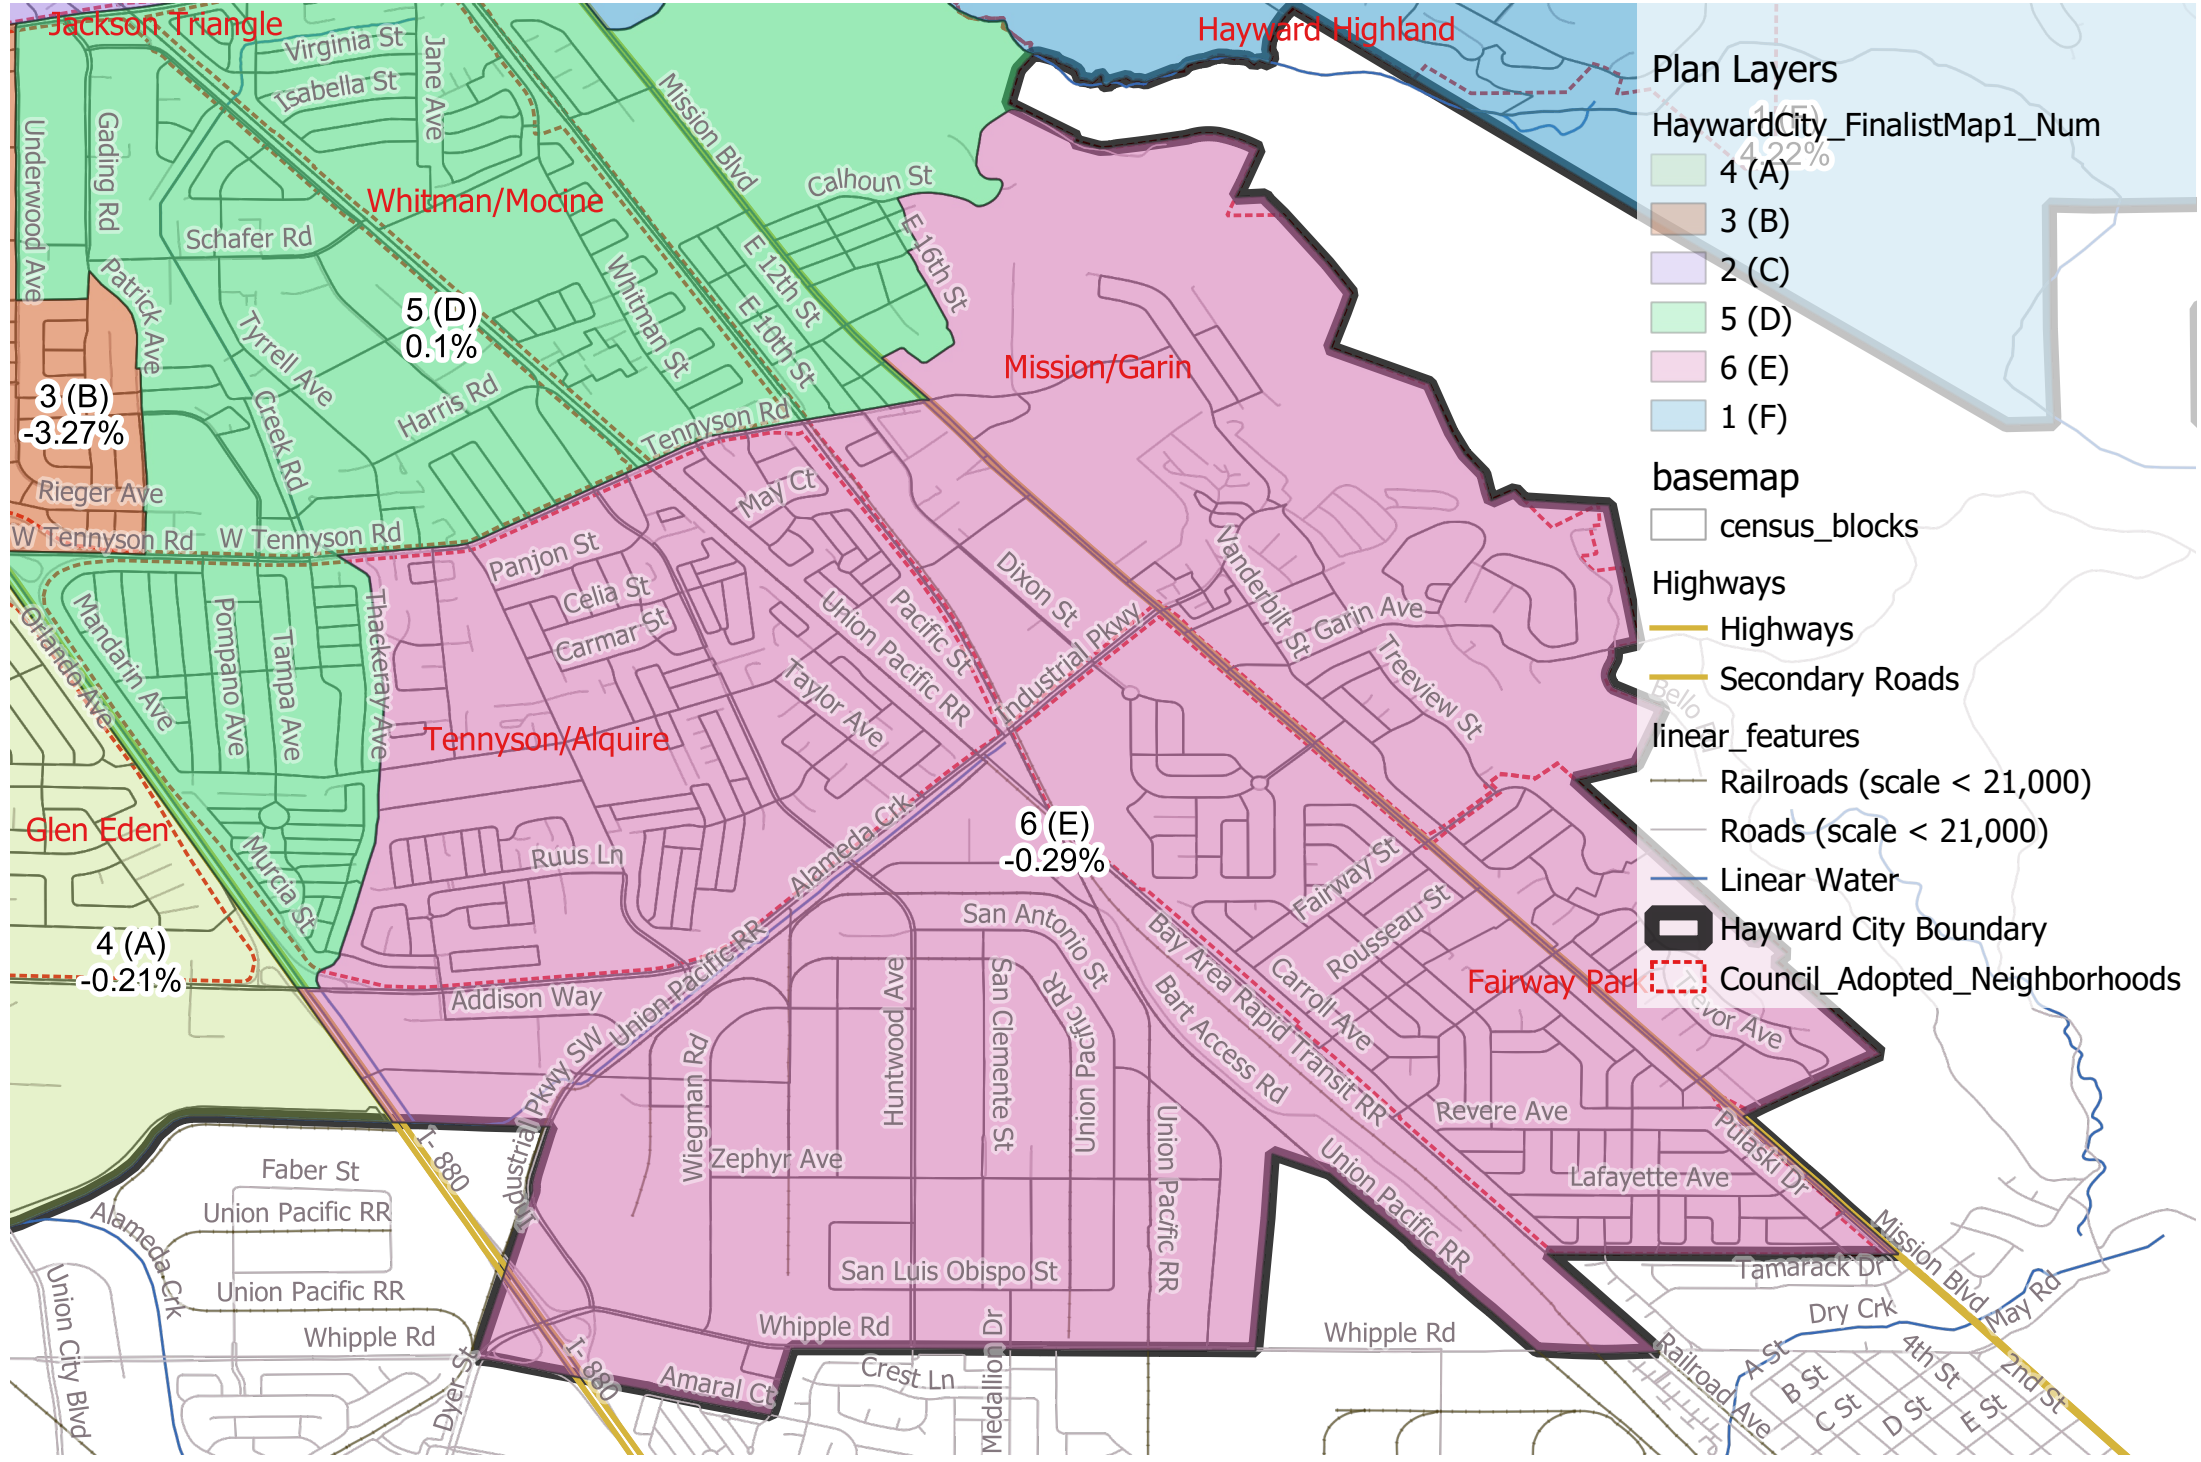 Jackson Triangle
Hayward Highland
Virginia St
Isabella St
Jane Ave
Mission Blvd
Underwood Ave
Gading Rd
Whitman/Mocine
Calhoun St
Schafer Rd
E 16th St
E 12th St
E 10th St
Patrick Ave
Whitman St
5 (D)
0.1%
Tyrrell Ave
Mission/Garin
3 (B)
-3.27%
Harris Rd
Creek Rd
Tennyson Rd
Rieger Ave
May Ct
W Tennyson Rd
W Tennyson Rd
Panjon St
Celia St
Carmar St
Dixon St
Vanderbilt St
Garin Ave
Treeview St
Pacific St
Union Pacific RR
Industrial Pkwy
Orlando Ave
Mandarin Ave
Pompano Ave
Tampa Ave
Thackeray Ave
Taylor Ave
Tennyson/Alquire
Glen Eden
Murcia St
Ruus Ln
Alameda Crk
6 (E)
-0.29%
Fairway St
Rousseau St
4 (A)
-0.21%
Addison Way
Union Pacific RR
San Antonio St
Bay Area Rapid Transit RR
Carroll Ave
Fairway Park
Trevor Ave
Huntwood Ave
San Clemente St
Union Pacific RR
Bart Access Rd
Wiegman Rd
Industrial Pkwy SW
Revere Ave
Pulaski Dr
I- 880
Zephyr Ave
Union Pacific RR
Union Pacific RR
Lafayette Ave
Faber St
Union Pacific RR
Alameda Crk
Mission Blvd
Union City Blvd
Union Pacific RR
San Luis Obispo St
Tamarack Dr
May Rd
Dry Crk
Whipple Rd
Whipple Rd
Whipple Rd
I- 880
Dyer St
Amaral Ct
Crest Ln
Medallion Dr
Railroad Ave
A St
B St
C St
D St
E St
4th St
2nd St
Plan Layers
1 (F)
4.22%
HaywardCity_FinalistMap1_Num
4 (A)
3 (B)
2 (C)
5 (D)
6 (E)
1 (F)
basemap
census_blocks
Highways
Highways
Secondary Roads
linear_features
Railroads (scale < 21,000)
Roads (scale < 21,000)
Linear Water
Hayward City Boundary
Council_Adopted_Neighborhoods